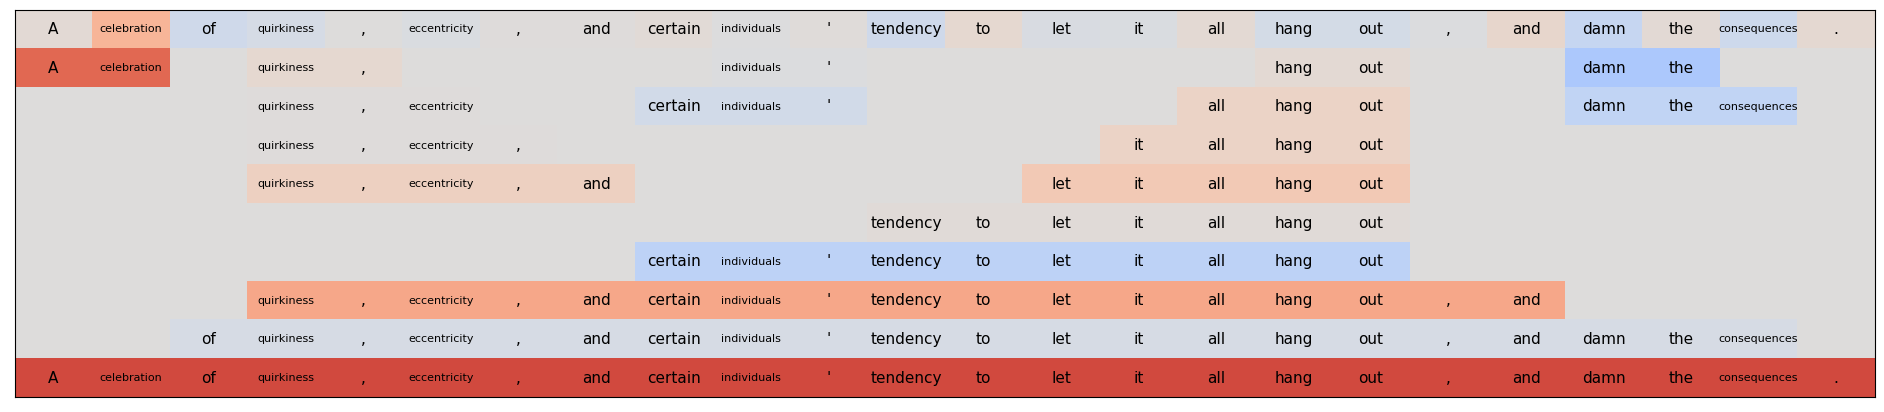 A celebration of quirkiness , eccentricity , and certain individuals ' tendency to let it all hang out , and damn the consequences .
A celebration quirkiness , individuals ' hang out damn the
quirkiness , eccentricity certain individuals ' all hang out damn the consequences
quirkiness , eccentricity , it all hang out
quirkiness , eccentricity , and let it all hang out
tendency to let it all hang out
certain individuals ' tendency to let it all hang out
quirkiness , eccentricity , and certain individuals ' tendency to let it all hang out , and
of quirkiness , eccentricity , and certain individuals ' tendency to let it all hang out , and damn the consequences
A celebration of quirkiness , eccentricity , and certain individuals ' tendency to let it all hang out , and damn the consequences .